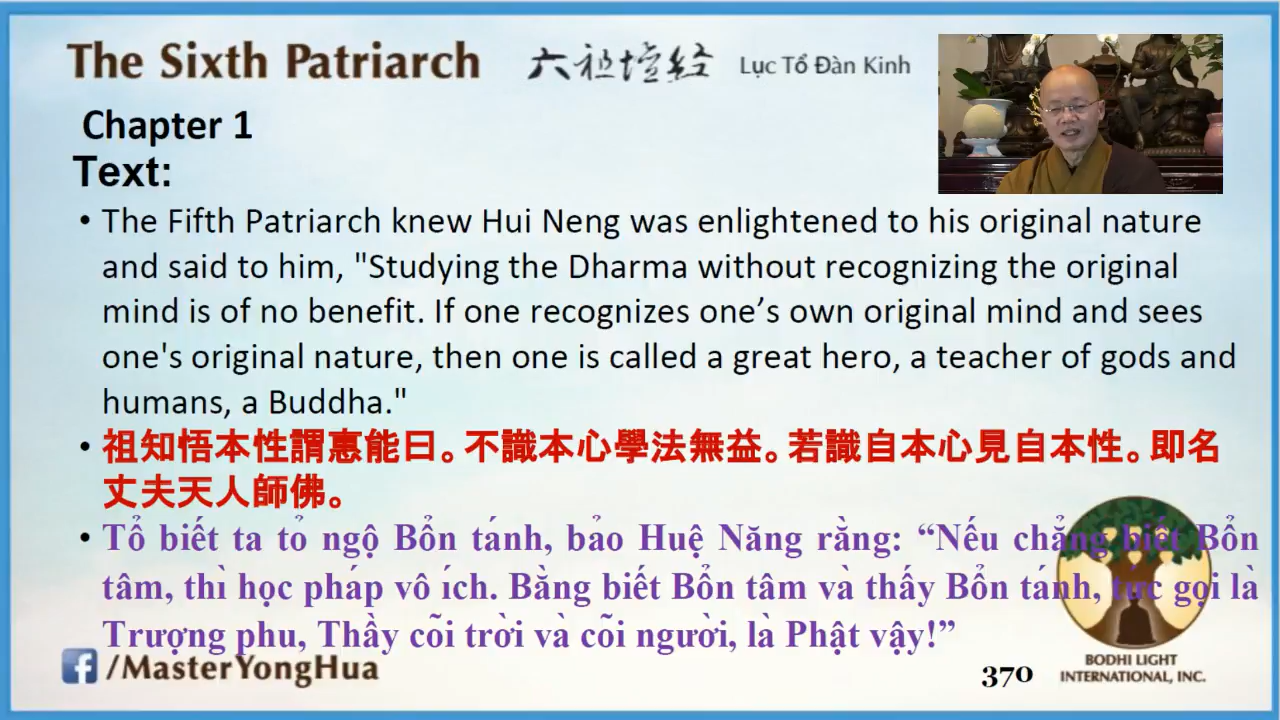 The Sixth Patriarch 六祖壇経 Lục Tổ Đàn Kinh
Chapter 1
Text:
• The Fifth Patriarch knew Hui Neng was enlightened to his original nature
and said to him, "Studying the Dharma without recognizing the original
mind is of no benefit. If one recognizes one’s own original mind and sees
one's original nature, then one is called a great hero, a teacher of gods and
humans, a Buddha."
• 祖知悟本性謂惠能曰。不識本心學法無益。若識自本心見自本性。即名
丈夫天人師佛。
• Tổ biết ta tỏ ngộ Bổn tánh, bảo Huệ Năng rằng: “Nếu chẳng biết Bổn
tâm, thì học pháp vô ích. Bằng biết Bổn tâm và thấy Bổn tánh, tức gọi là
Trượng phu, Thầy cõi trời và cõi người, là Phật vậy!”
f/MasterYongHua
370
BODHI LIGHT
INTERNATIONAL, INC.